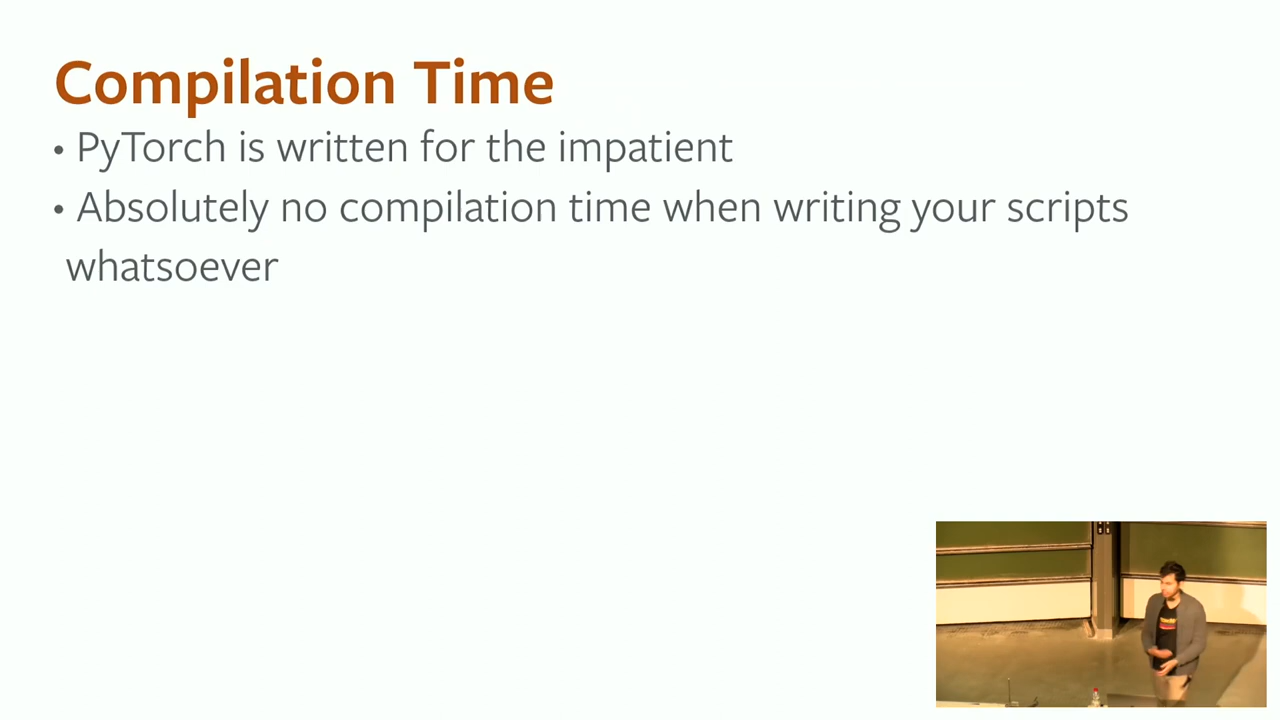 Compilation Time
• PyTorch is written for the impatient
• Absolutely no compilation time when writing your scripts
whatsoever